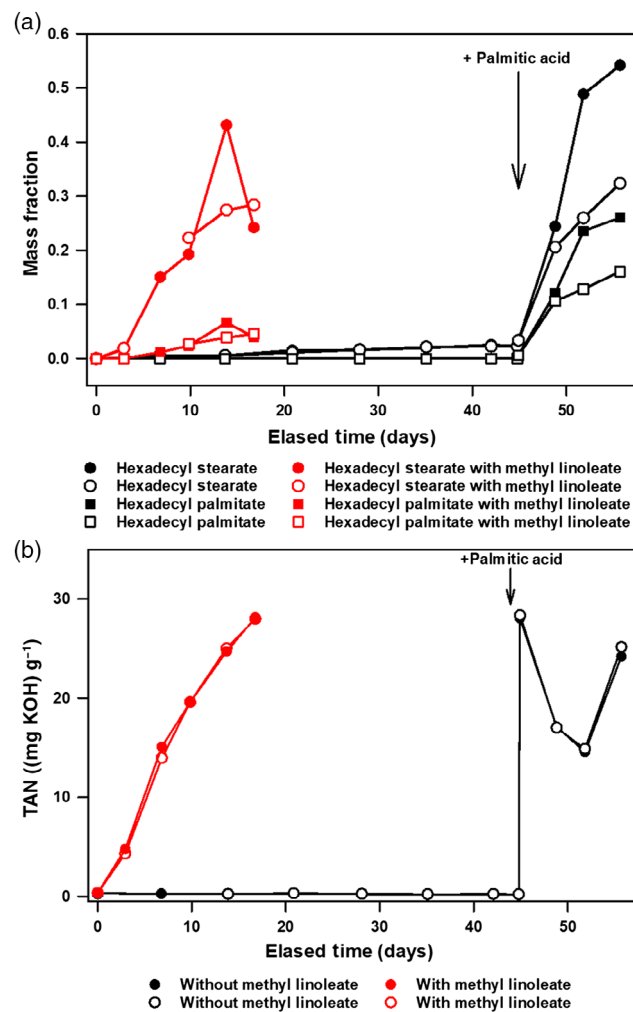 (a)
0.6
+ Palmitic acid
0.5
0.4
0.3
0.2
0.1
0.0
Mass fraction
0 10 20 30 40 50
Elased time (days)
Hexadecyl stearate Hexadecyl stearate with methyl linoleate
Hexadecyl stearate Hexadecyl stearate with methyl linoleate
Hexadecyl palmitate Hexadecyl palmitate with methyl linoleate
Hexadecyl palmitate Hexadecyl palmitate with methyl linoleate
(b)
+Palmitic acid
30
20
10
0
TAN ((mg KOH) g⁻¹)
0 10 20 30 40 50
Elased time (days)
Without methyl linoleate With methyl linoleate
Without methyl linoleate With methyl linoleate